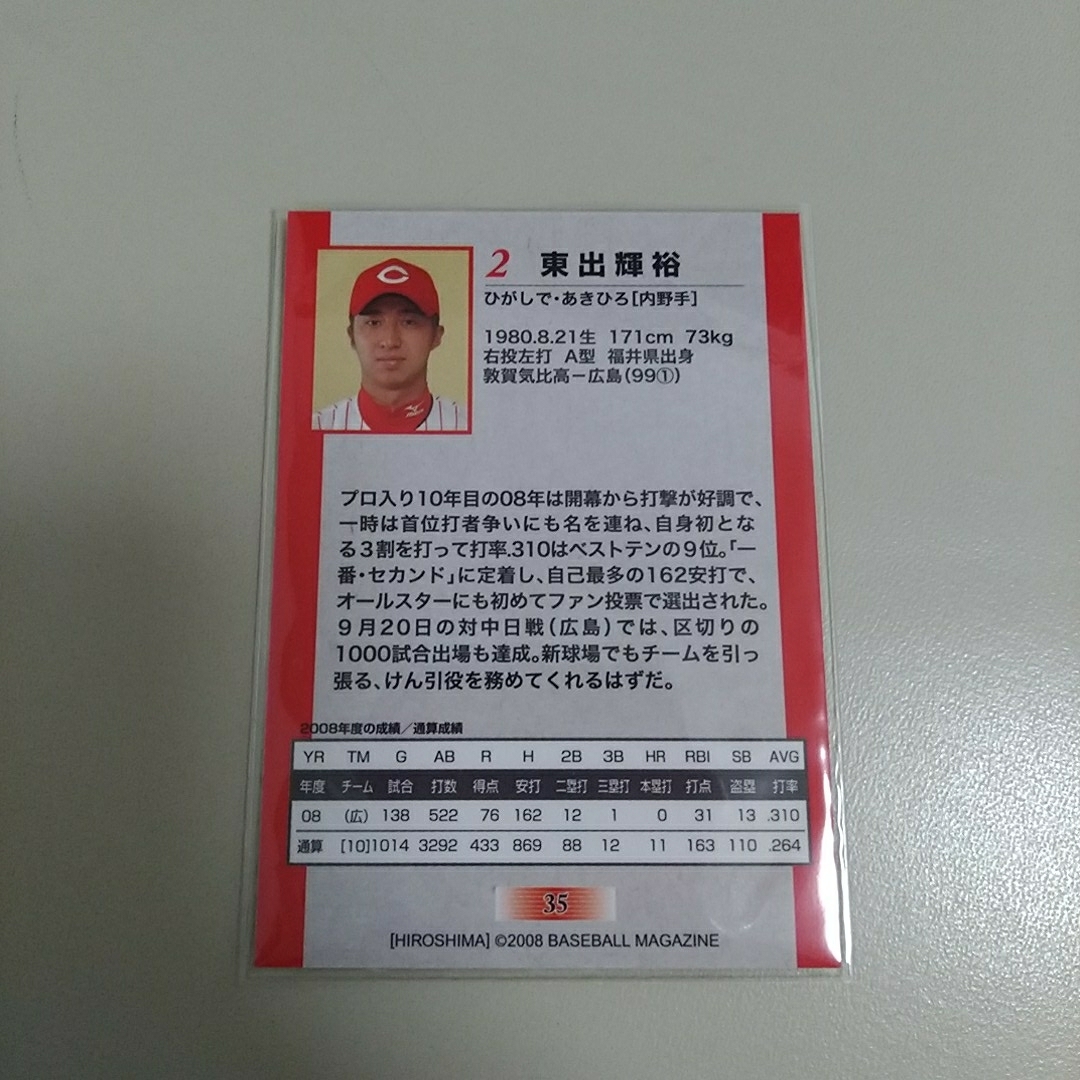 C
MIZUNO
2 東出輝裕
ひがしで・あきひろ[内野手]
1980.8.21生 171cm 73kg
右投左打 A型 福井県出身
敦賀気比高－広島(99①)
プロ入り10年目の08年は開幕から打撃が好調で、
一時は首位打者争いにも名を連ね、自身初とな
る3割を打って打率.310はベストテンの9位。「一
番・セカンド」に定着し、自己最多の162安打で、
オールスターにも初めてファン投票で選出された。
9月20日の対中日戦(広島)では、区切りの
1000試合出場も達成。新球場でもチームを引っ
張る、けん引役を務めてくれるはずだ。
2008年度の成績／通算成績
YR TM G AB R H 2B 3B HR RBI SB AVG
年度 チーム 試合 打数 得点 安打 二塁打 三塁打 本塁打 打点 盗塁 打率
08 (広) 138 522 76 162 12 1 0 31 13 .310
通算 [10] 1014 3292 433 869 88 12 11 163 110 .264
35
[HIROSHIMA] ©2008 BASEBALL MAGAZINE